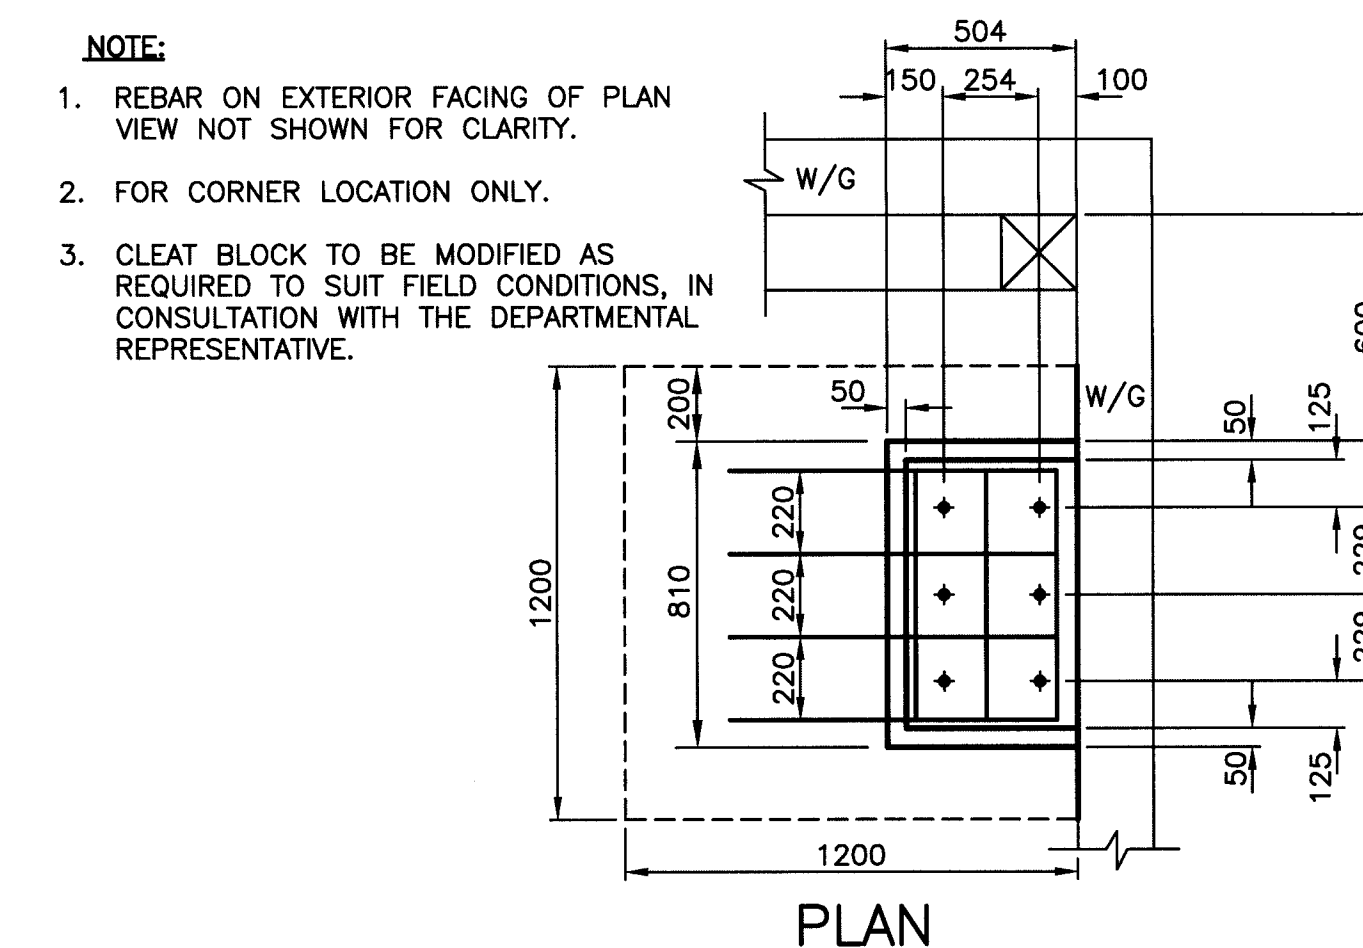 NOTE:
1. REBAR ON EXTERIOR FACING OF PLAN
VIEW NOT SHOWN FOR CLARITY.
2. FOR CORNER LOCATION ONLY.
3. CLEAT BLOCK TO BE MODIFIED AS
REQUIRED TO SUIT FIELD CONDITIONS, IN
CONSULTATION WITH THE DEPARTMENTAL
REPRESENTATIVE.
504
150 254 100
W/G
200
50
W/G
50
125
220
220
220
1200
810
50
125
1200
PLAN